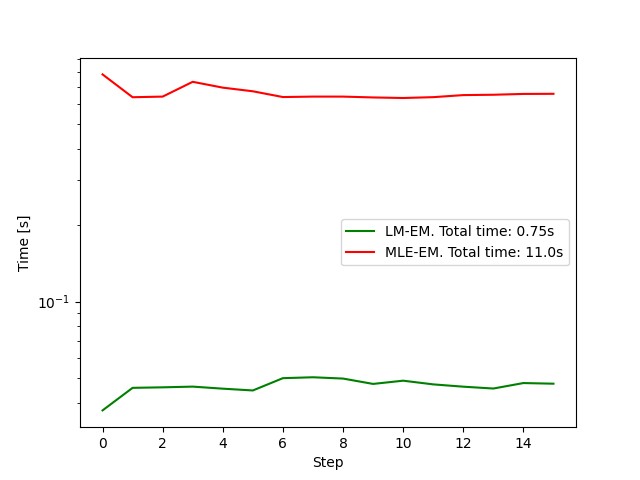 Time [s]
10⁻¹
LM-EM. Total time: 0.75s
MLE-EM. Total time: 11.0s
0 2 4 6 8 10 12 14
Step